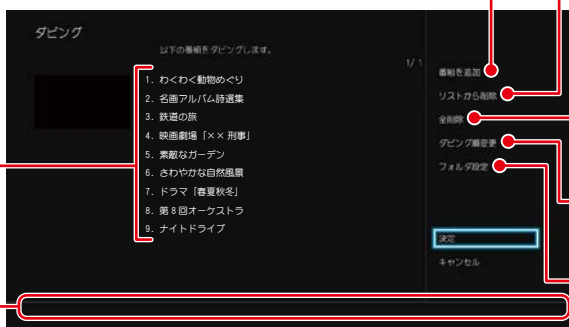 ダビング
以下の番組をダビングします。
1/ 1
1. わくわく動物めぐり
2. 名画アルバム詩選集
3. 鉄道の旅
4. 映画劇場「×× 刑事」
5. 素敵なガーデン
6. さわやかな自然風景
7. ドラマ「春夏秋冬」
8. 第8回オーケストラ
9. ナイトドライブ
番組を追加
リストから削除
全削除
ダビング順変更
フォルダ設定
決定
キャンセル